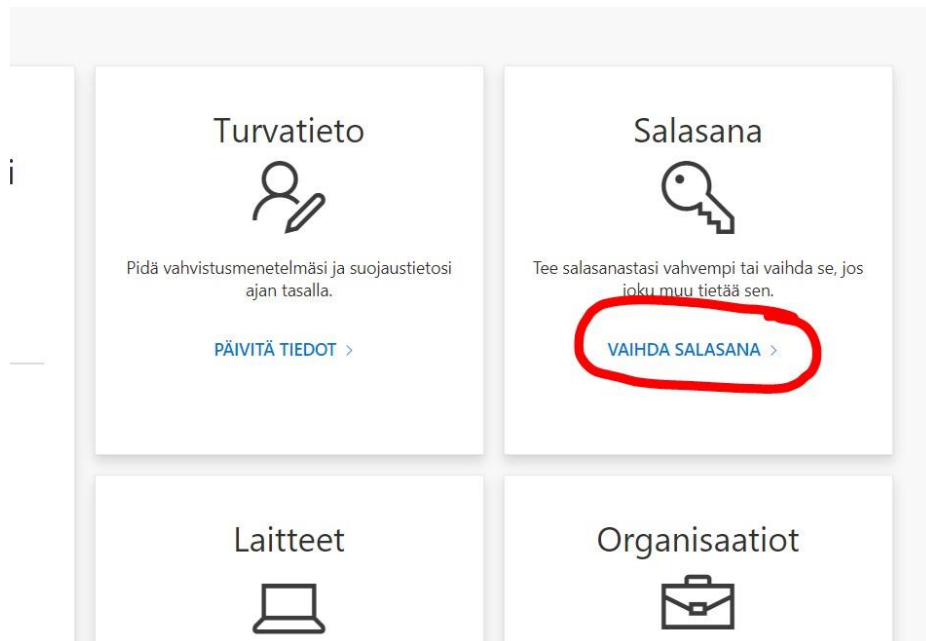 i
Turvatieto
Pidä vahvistusmenetelmäsi ja suojaustietosi
ajan tasalla.
PÄIVITÄ TIEDOT >
Salasana
Tee salasanastasi vahvempi tai vaihda se, jos
joku muu tietää sen.
VAIHDA SALASANA >
Laitteet
Organisaatiot